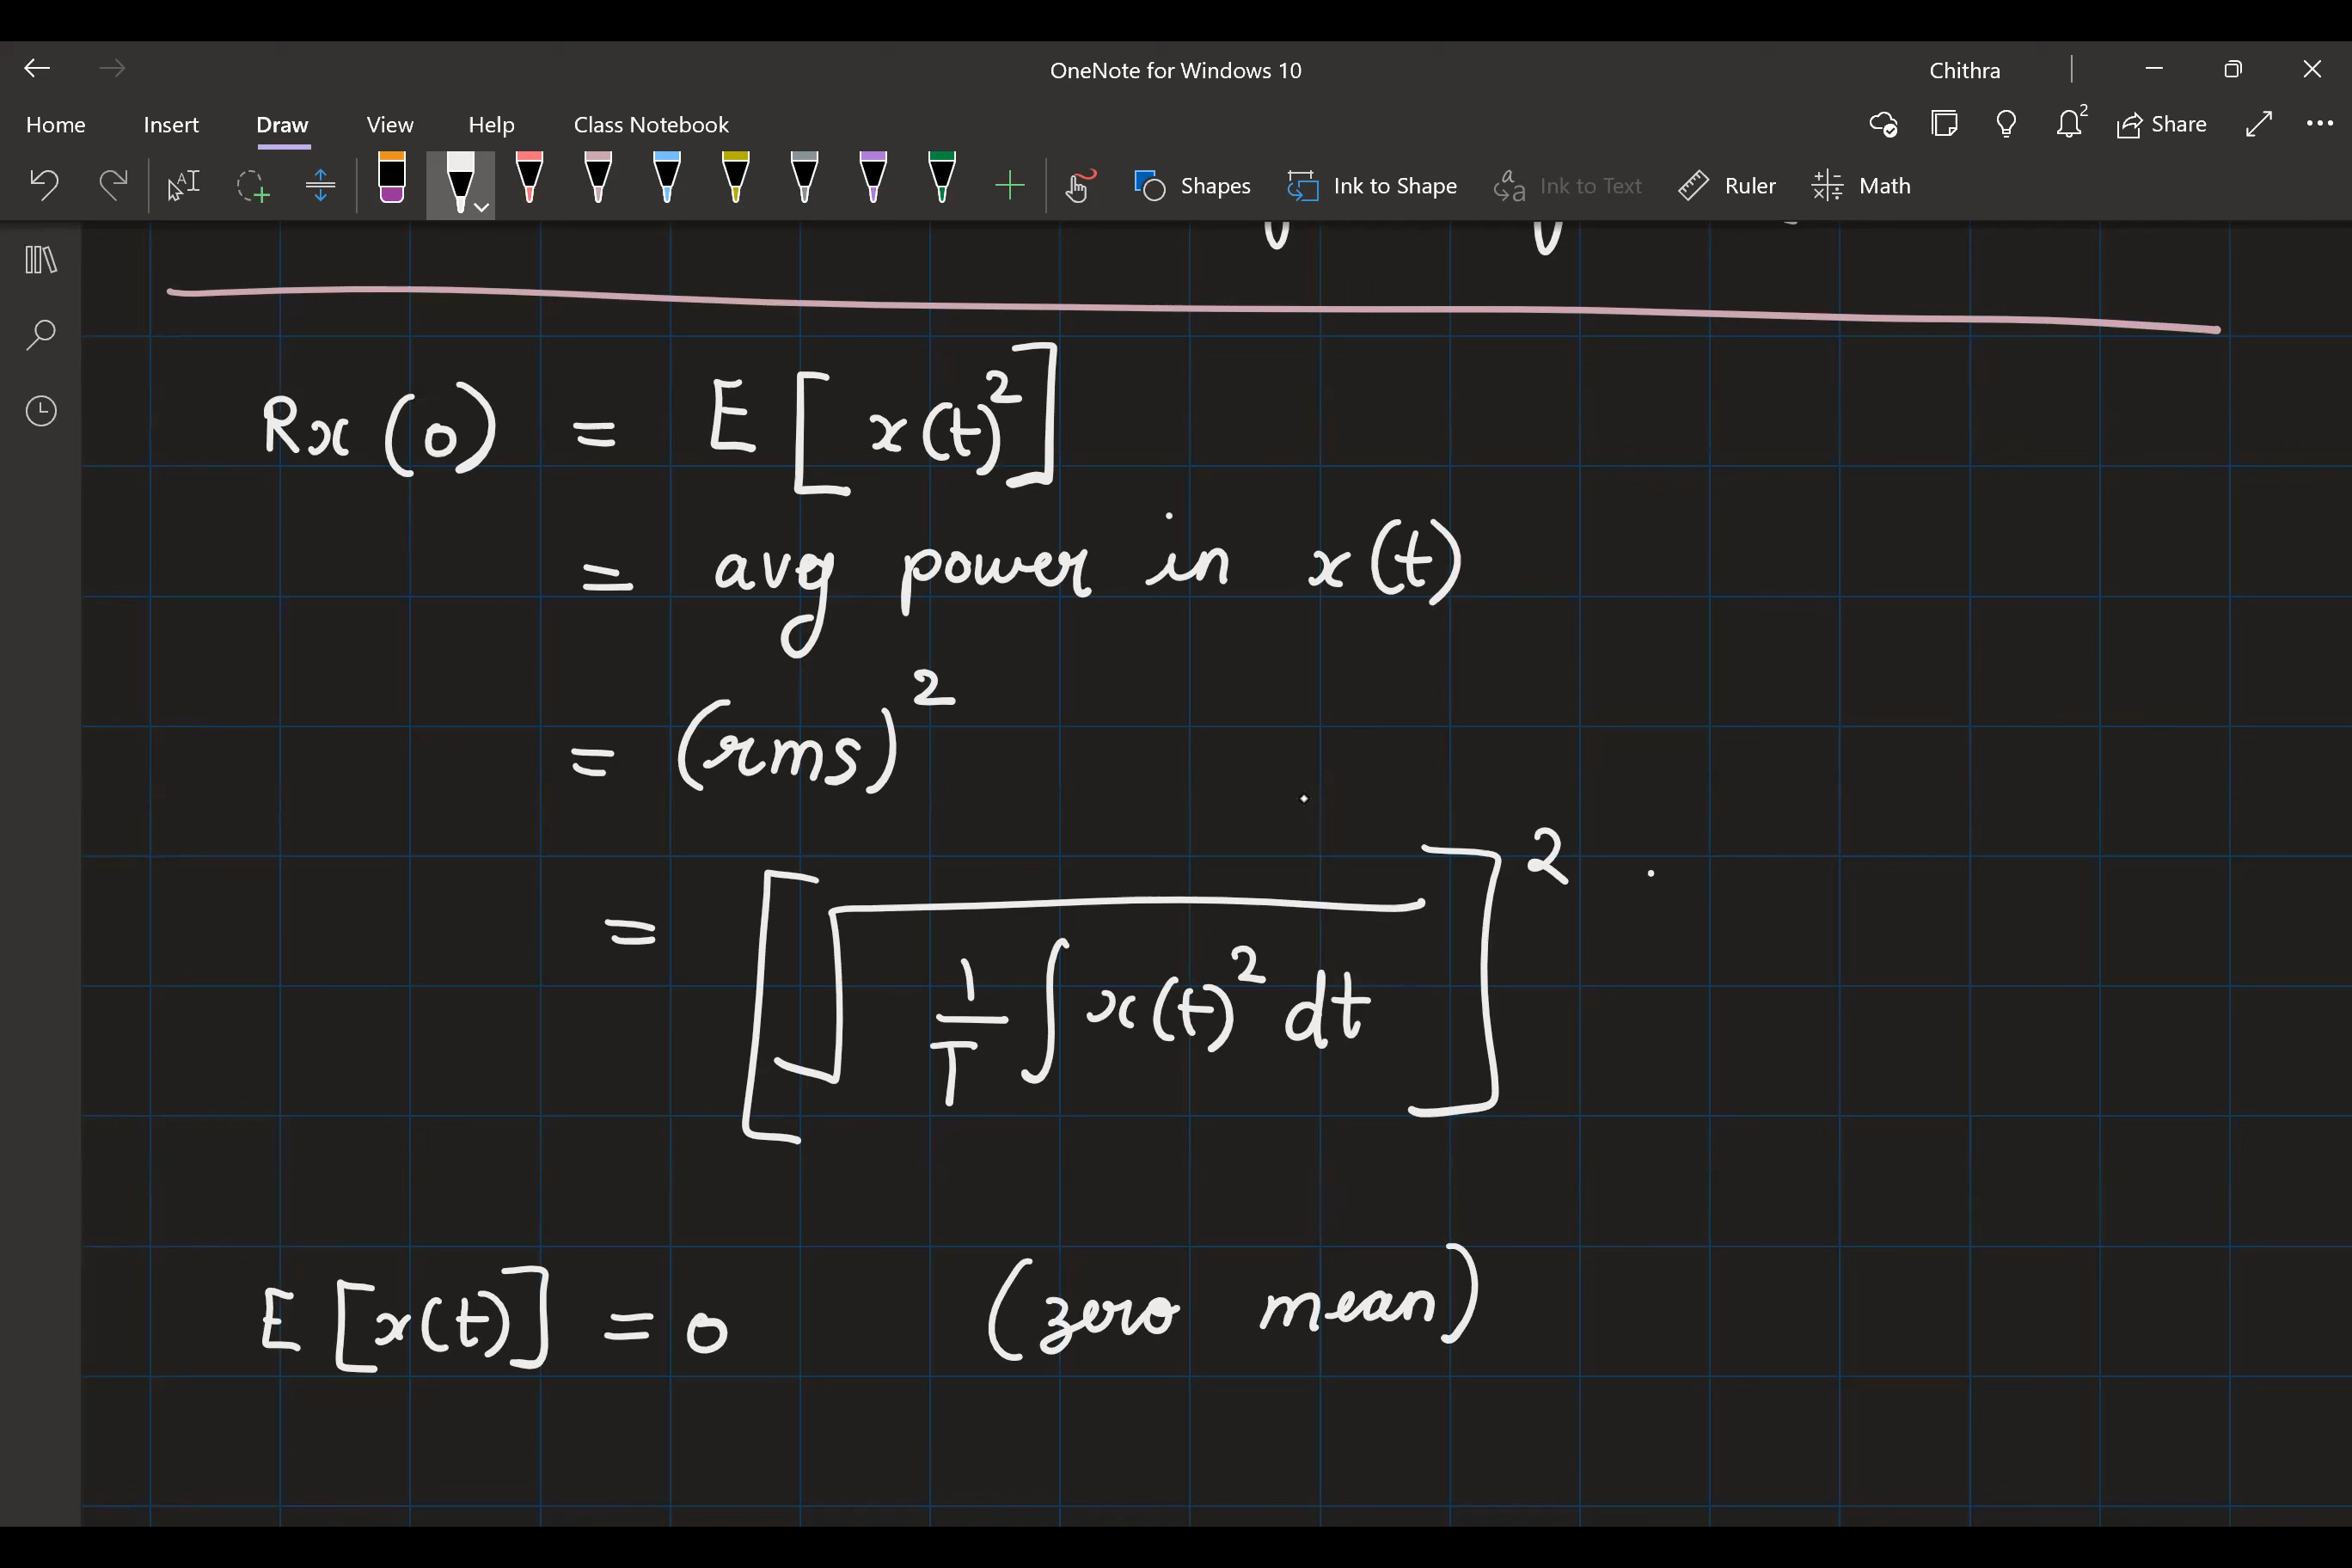 OneNote for Windows 10
Chithra
Home Insert Draw View Help Class Notebook
2 Share
Shapes Ink to Shape Ink to Text Ruler Math
Rx(0) = E[x(t)²]
= avg power in x(t)
= (rms)²
= [√(1/T ∫ x(t)² dt)]² .
E[x(t)] = 0 (zero mean)